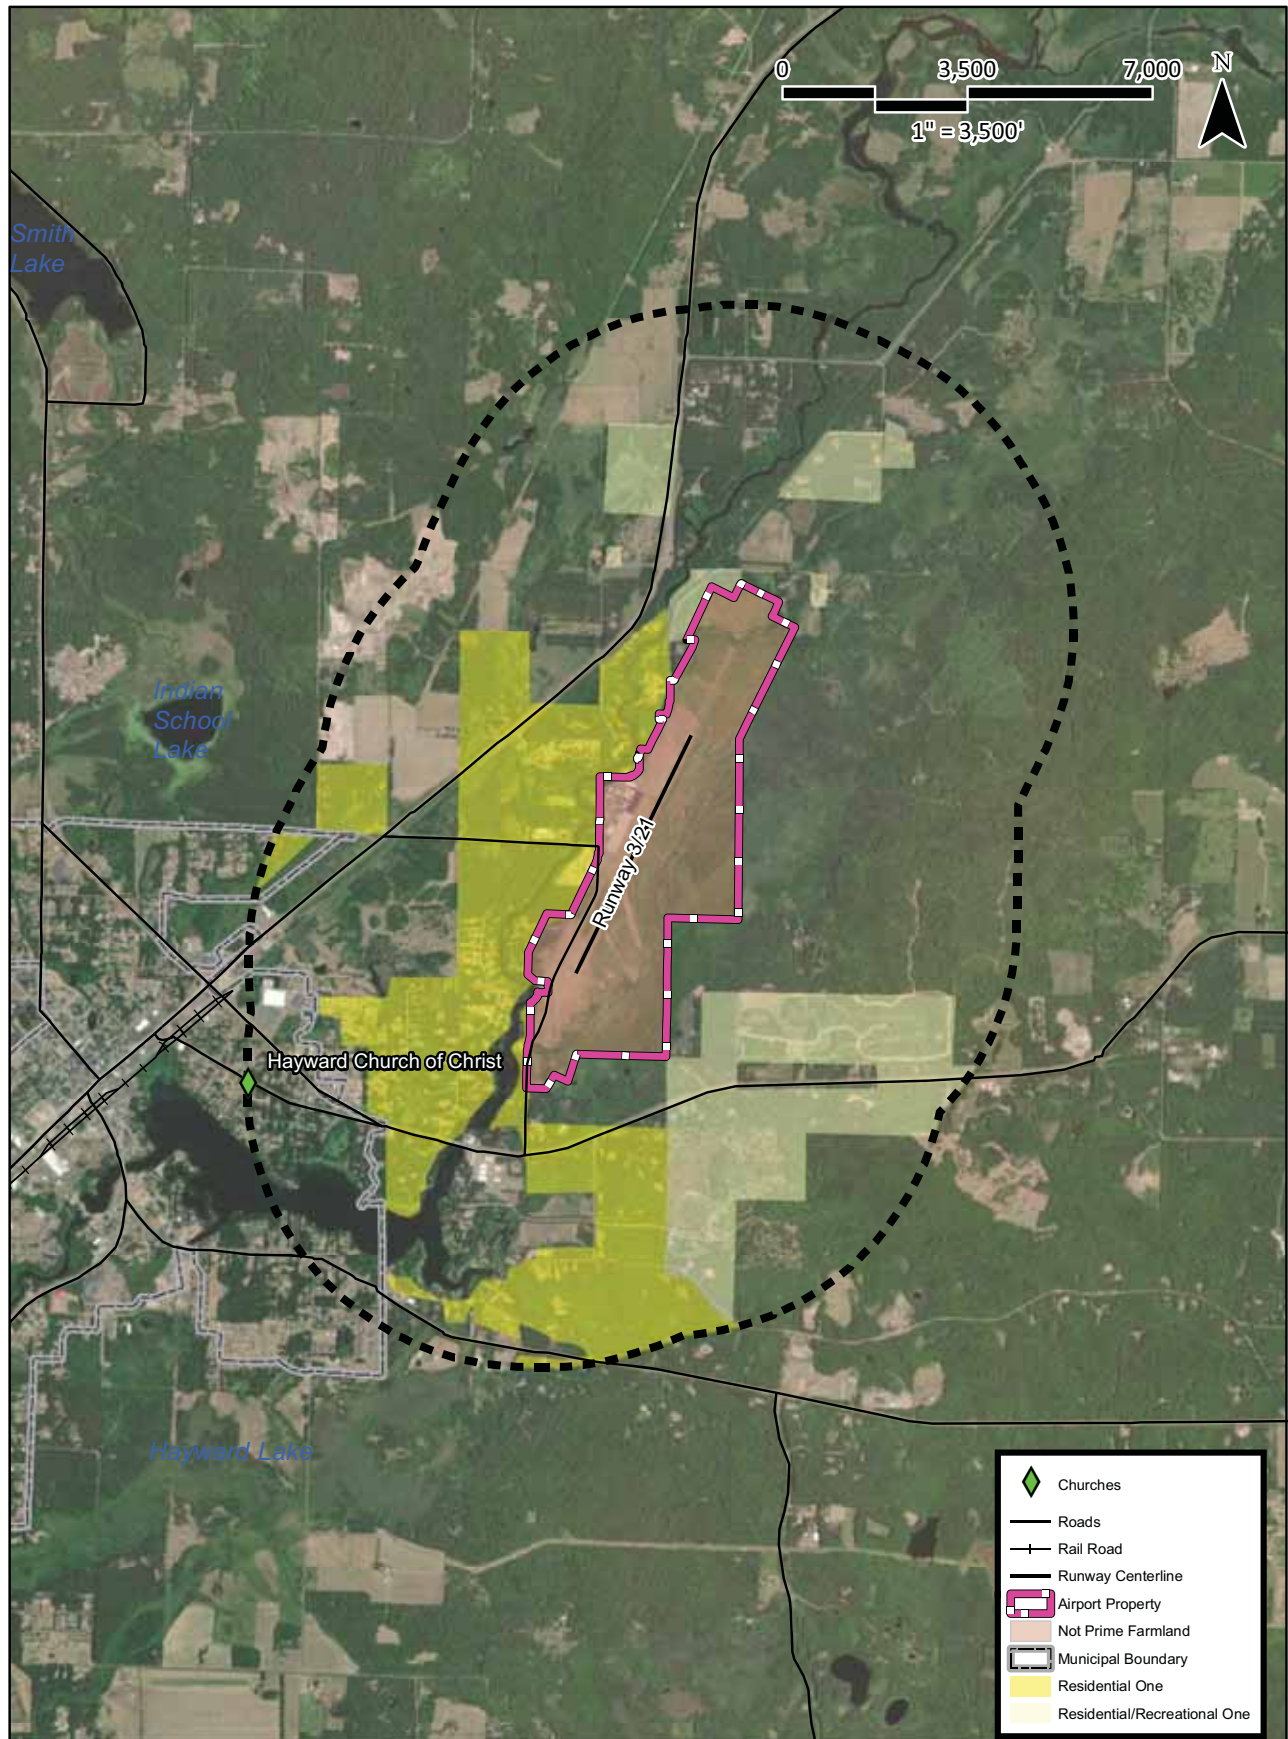 0 3,500 7,000
N
1" = 3,500'
Smith
Lake
Indian
School
Lake
Runway 3/21
Hayward Church of Christ
Hayward Lake
Churches
Roads
Rail Road
Runway Centerline
Airport Property
Not Prime Farmland
Municipal Boundary
Residential One
Residential/Recreational One